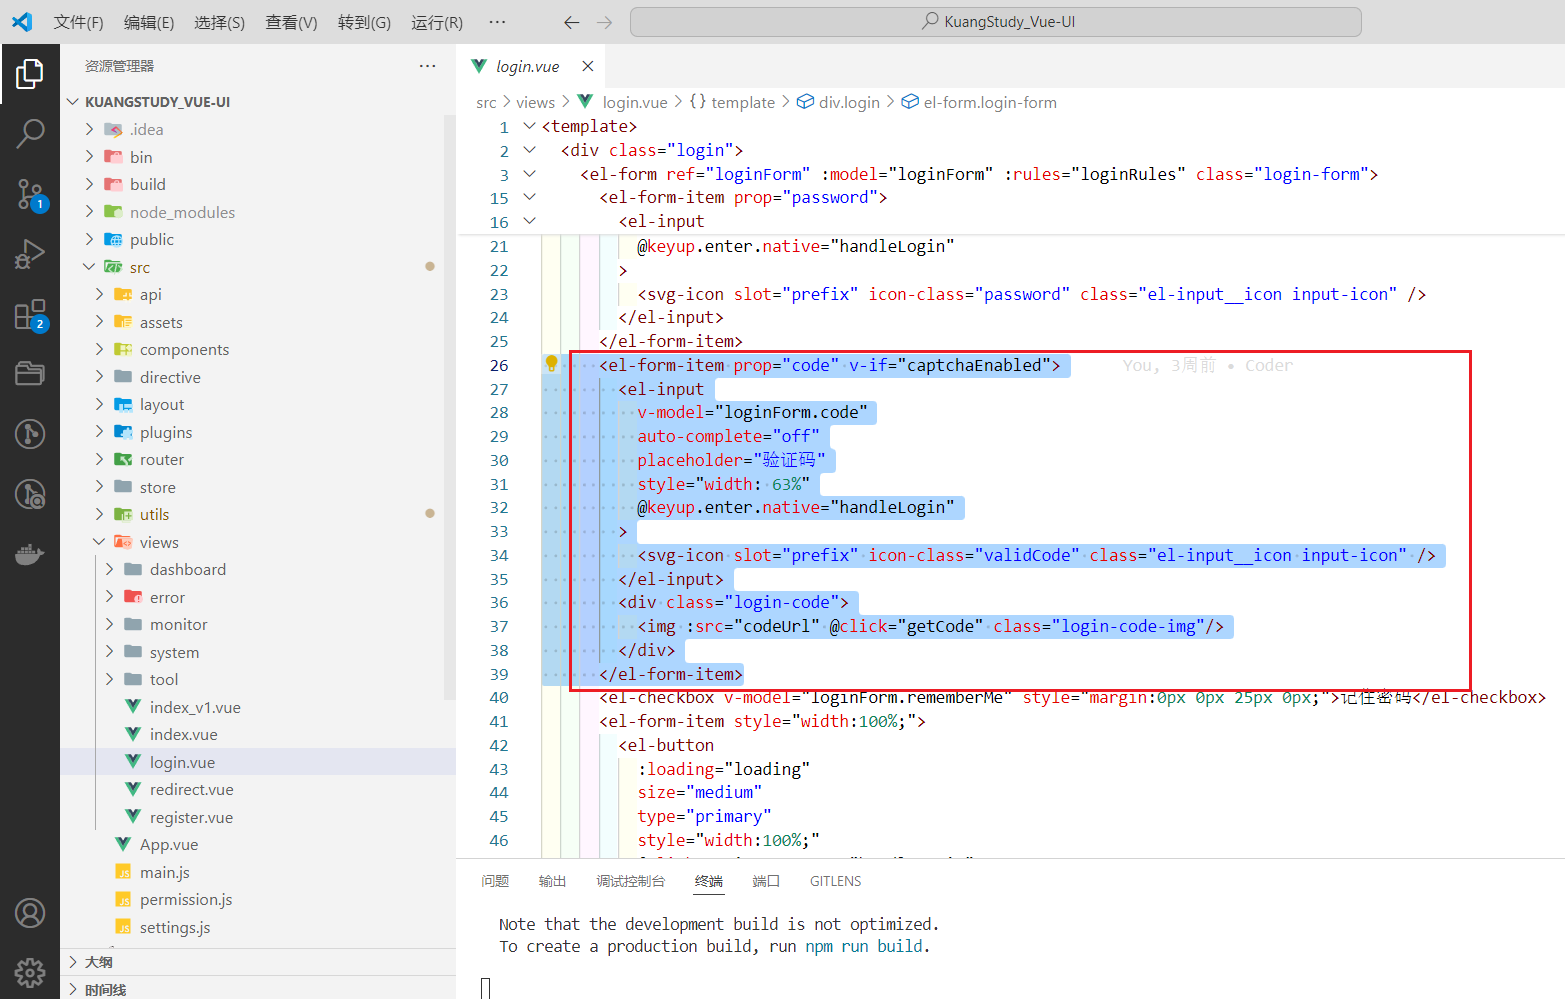 文件(F) 编辑(E) 选择(S) 查看(V) 转到(G) 运行(R) ··· KuangStudy_Vue-UI
资源管理器 ···
KUANGSTUDY_VUE-UI
.idea
bin
build
node_modules
public
src
api
assets
components
directive
layout
plugins
router
store
utils
views
dashboard
error
monitor
system
tool
index_v1.vue
index.vue
login.vue
redirect.vue
register.vue
App.vue
main.js
permission.js
settings.js
大纲
时间线
1
2
2
login.vue
src > views > login.vue > {} template > div.login > el-form.login-form
1 <template>
2 <div class="login">
3 <el-form ref="loginForm" :model="loginForm" :rules="loginRules" class="login-form">
15 <el-form-item prop="password">
16 <el-input
21 @keyup.enter.native="handleLogin"
22 >
23 <svg-icon slot="prefix" icon-class="password" class="el-input__icon input-icon" />
24 </el-input>
25 </el-form-item>
26 <el-form-item prop="code" v-if="captchaEnabled"> You, 3周前 • Coder
27 <el-input
28 v-model="loginForm.code"
29 auto-complete="off"
30 placeholder="验证码"
31 style="width: 63%"
32 @keyup.enter.native="handleLogin"
33 >
34 <svg-icon slot="prefix" icon-class="validCode" class="el-input__icon input-icon" />
35 </el-input>
36 <div class="login-code">
37 <img :src="codeUrl" @click="getCode" class="login-code-img"/>
38 </div>
39 </el-form-item>
40 <el-checkbox v-model="loginForm.rememberMe" style="margin:0px 0px 25px 0px;">记住密码</el-checkbox>
41 <el-form-item style="width:100%;">
42 <el-button
43 :loading="loading"
44 size="medium"
45 type="primary"
46 style="width:100%;"
问题 输出 调试控制台 终端 端口 GITLENS
Note that the development build is not optimized.
To create a production build, run npm run build.